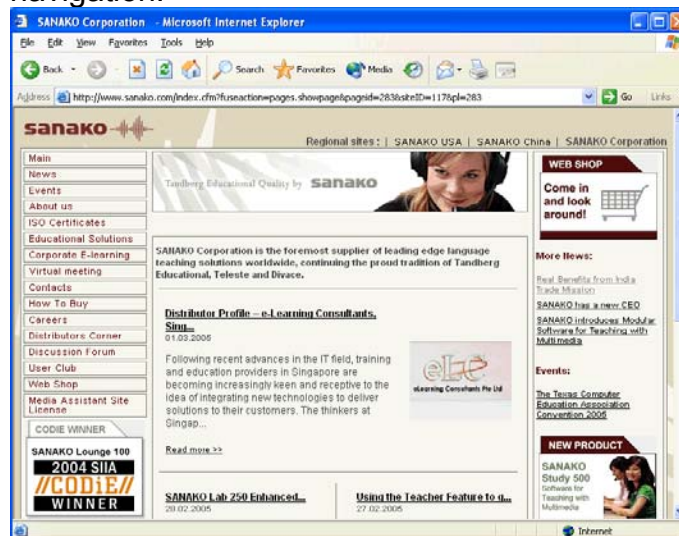 navigation.
SANAKO Corporation - Microsoft Internet Explorer
File Edit View Favorites Tools Help
Back Search Favorites Media
Address http://www.sanako.com/index.cfm?fuseaction=pages.showpage&pageid=283&siteID=117&pl=283 Go Links
sanako
Regional sites : | SANAKO USA | SANAKO China | SANAKO Corporation
Main
News
Events
About us
ISO Certificates
Educational Solutions
Corporate E-learning
Virtual meeting
Contacts
How To Buy
Careers
Distributors Corner
Discussion Forum
User Club
Web Shop
Media Assistant Site
License
CODIE WINNER
SANAKO Lounge 100
2004 SIIA
//CODiE//
WINNER
Tandberg Educational Quality by sanako
SANAKO Corporation is the foremost supplier of leading edge language
teaching solutions worldwide, continuing the proud tradition of Tandberg
Educational, Teleste and Divace.
Distributor Profile – e-Learning Consultants,
Sing...
01.03.2005
Following recent advances in the IT field, training
and education providers in Singapore are
becoming increasingly keen and receptive to the
idea of integrating new technologies to deliver
solutions to their customers. The thinkers at
Singap...
Read more >>
elc
eLearning Consultants Pte Ltd
SANAKO Lab 250 Enhanced...
28.02.2005
Using the Teacher Feature to g...
27.02.2005
WEB SHOP
Come in
and look
around!
More News:
Real Benefits from India
Trade Mission
SANAKO has a new CEO
SANAKO introduces Modular
Software for Teaching with
Multimedia
Events:
The Texas Computer
Education Association
Convention 2005
NEW PRODUCT
SANAKO
Study 500
Software for
Teaching with
Multimedia
Internet